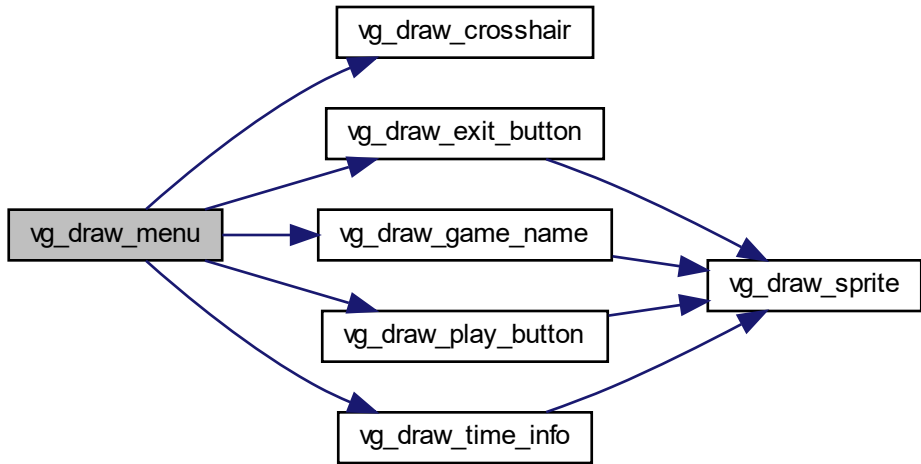 vg_draw_crosshair
vg_draw_exit_button
vg_draw_menu
vg_draw_game_name
vg_draw_sprite
vg_draw_play_button
vg_draw_time_info